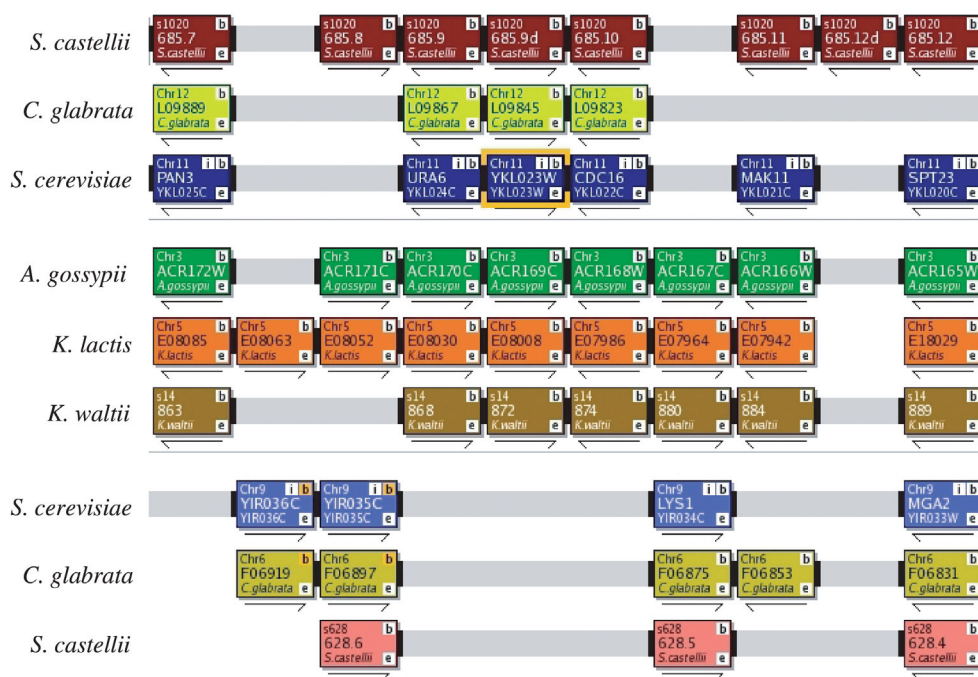 S. castellii
s1020 b
685.7
S.castellii e
s1020 b
685.8
S.castellii e
s1020 b
685.9
S.castellii e
s1020 b
685.9d
S.castellii e
s1020 b
685.10
S.castellii e
s1020 b
685.11
S.castellii e
s1020 b
685.12d
S.castellii e
s1020 b
685.12
S.castellii e
C. glabrata
Chr12 b
L09889
C.glabrata e
Chr12 b
L09867
C.glabrata e
Chr12 b
L09845
C.glabrata e
Chr12 b
L09823
C.glabrata e
S. cerevisiae
Chr11 i b
PAN3
YKL025C e
Chr11 i b
URA6
YKL024C e
Chr11 i b
YKL023W
YKL023W e
Chr11 i b
CDC16
YKL022C e
Chr11 i b
MAK11
YKL021C e
Chr11 i b
SPT23
YKL020C e
A. gossypii
Chr3 b
ACR172W
A.gossypii e
Chr3 b
ACR171C
A.gossypii e
Chr3 b
ACR170C
A.gossypii e
Chr3 b
ACR169C
A.gossypii e
Chr3 b
ACR168W
A.gossypii e
Chr3 b
ACR167C
A.gossypii e
Chr3 b
ACR166W
A.gossypii e
Chr3 b
ACR165W
A.gossypii e
K. lactis
Chr5 b
E08085
K.lactis e
Chr5 b
E08063
K.lactis e
Chr5 b
E08052
K.lactis e
Chr5 b
E08030
K.lactis e
Chr5 b
E08008
K.lactis e
Chr5 b
E07986
K.lactis e
Chr5 b
E07964
K.lactis e
Chr5 b
E07942
K.lactis e
Chr5 b
E18029
K.lactis e
K. waltii
s14 b
863
K.waltii e
s14 b
868
K.waltii e
s14 b
872
K.waltii e
s14 b
874
K.waltii e
s14 b
880
K.waltii e
s14 b
884
K.waltii e
s14 b
889
K.waltii e
S. cerevisiae
Chr9 i b
YIR036C
YIR036C e
Chr9 i b
YIR035C
YIR035C e
Chr9 i b
LYS1
YIR034C e
Chr9 i b
MGA2
YIR033W e
C. glabrata
Chr6 b
F06919
C.glabrata e
Chr6 b
F06897
C.glabrata e
Chr6 b
F06875
C.glabrata e
Chr6 b
F06853
C.glabrata e
Chr6 b
F06831
C.glabrata e
S. castellii
s628 b
628.6
S.castellii e
s628 b
628.5
S.castellii e
s628 b
628.4
S.castellii e